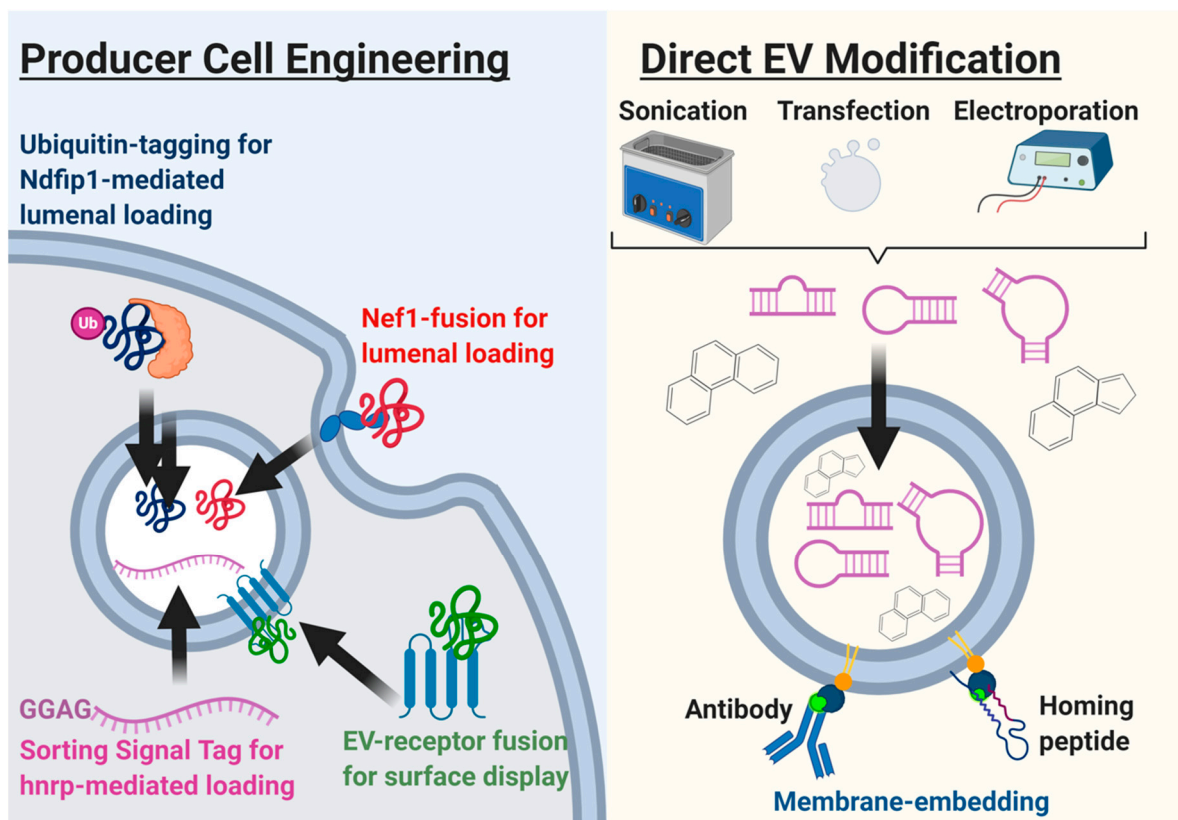 Producer Cell Engineering
Ubiquitin-tagging for
Ndfip1-mediated
lumenal loading
Ub
Nef1-fusion for
lumenal loading
GGAG
Sorting Signal Tag for
hnrp-mediated loading
EV-receptor fusion
for surface display
Direct EV Modification
Sonication
Transfection
Electroporation
Antibody
Homing
peptide
Membrane-embedding